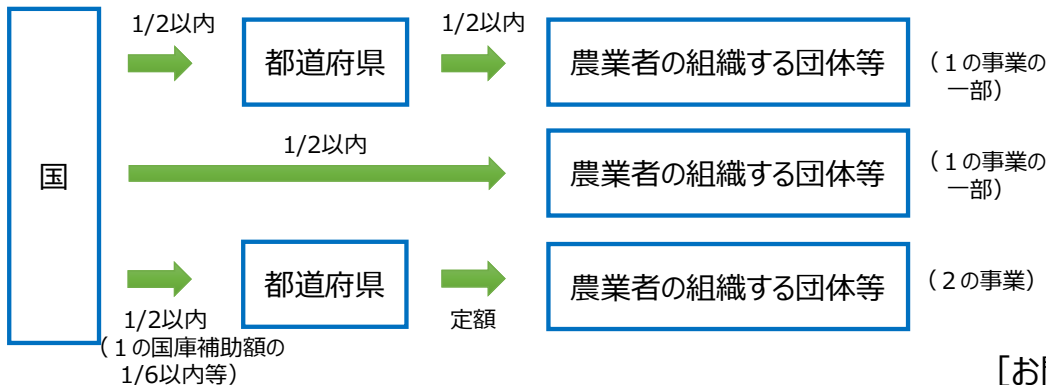 1/2以内
1/2以内
都道府県
農業者の組織する団体等
（１の事業の
一部）
国
1/2以内
農業者の組織する団体等
（１の事業の
一部）
都道府県
農業者の組織する団体等
（２の事業）
1/2以内
定額
（１の国庫補助額の
1/6以内等）
［お